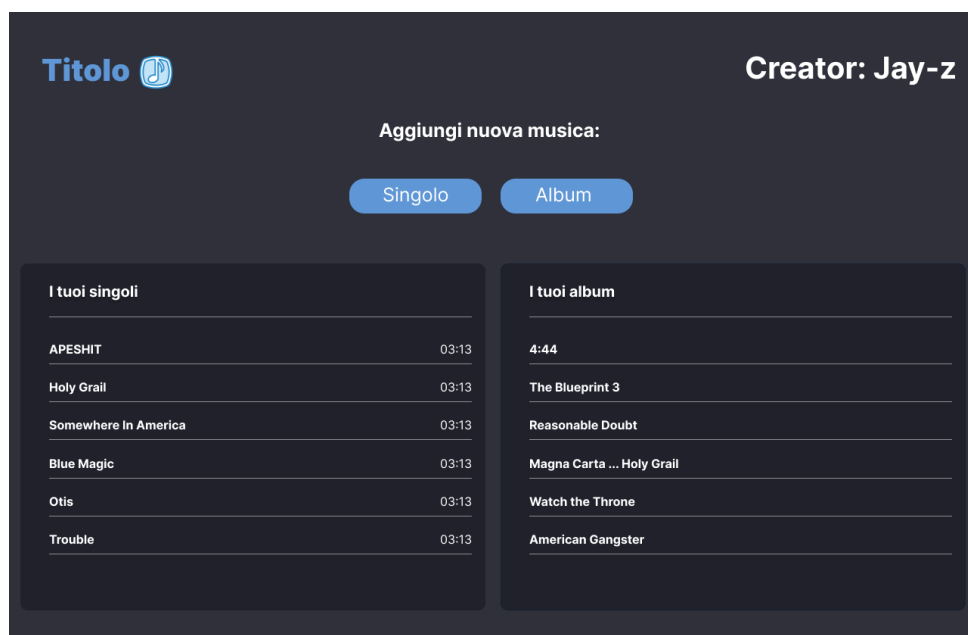 Titolo
Creator: Jay-z
Aggiungi nuova musica:
Singolo
Album
I tuoi singoli
APESHIT 03:13
Holy Grail 03:13
Somewhere In America 03:13
Blue Magic 03:13
Otis 03:13
Trouble 03:13
I tuoi album
4:44
The Blueprint 3
Reasonable Doubt
Magna Carta ... Holy Grail
Watch the Throne
American Gangster